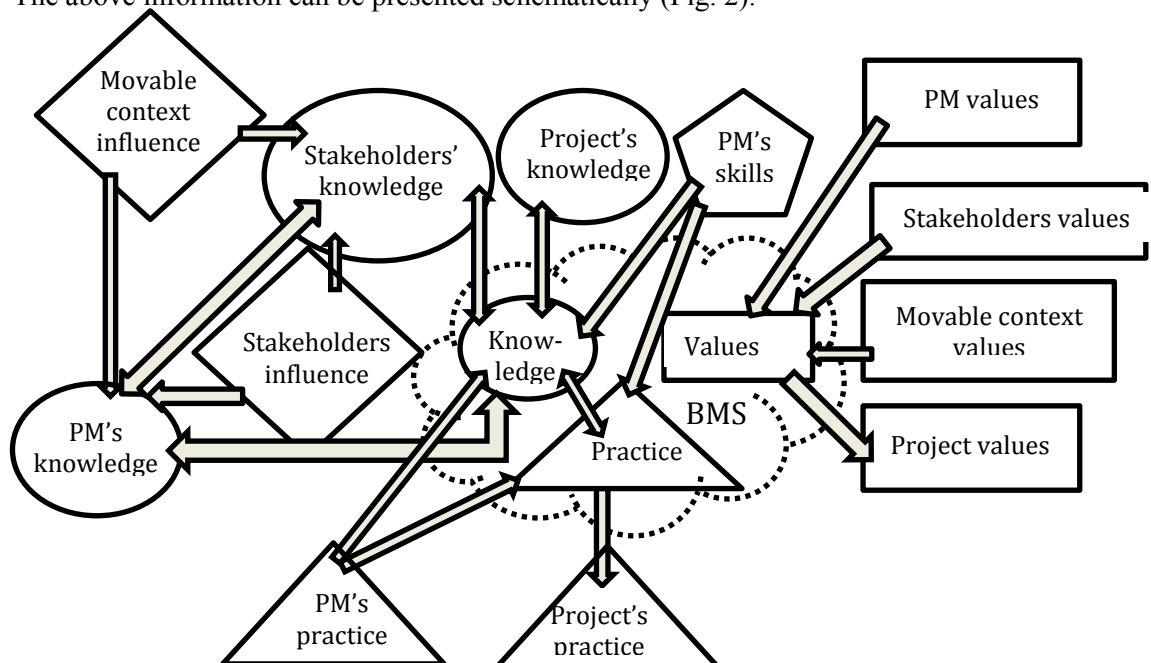 The above information can be presented schematically (Fig. 2):
Movable
context
influence
Stakeholders’
knowledge
Project’s
knowledge
PM’s
skills
PM values
Stakeholders values
Movable context
values
Stakeholders
influence
Know-
ledge
Values
BMS
Practice
Project values
PM’s
knowledge
PM’s
practice
Project’s
practice